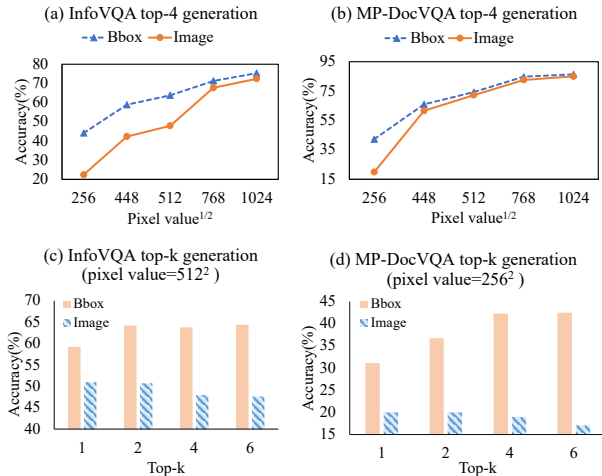 (a) InfoVQA top-4 generation
Bbox Image
80
70
60
50
40
30
20
Accuracy(%)
256 448 512 768 1024
Pixel value1/2
(b) MP-DocVQA top-4 generation
Bbox Image
95
75
55
35
15
Accuracy(%)
256 448 512 768 1024
Pixel value1/2
(c) InfoVQA top-k generation
(pixel value=512²)
70
65
60
55
50
45
40
Accuracy(%)
Bbox
Image
1 2 4 6
Top-k
(d) MP-DocVQA top-k generation
(pixel value=256²)
45
40
35
30
25
20
15
Accuracy(%)
Bbox
Image
1 2 4 6
Top-k